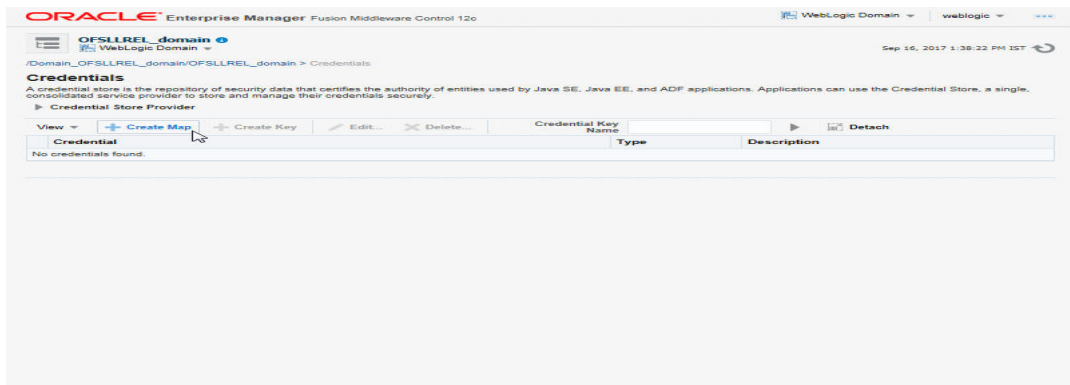 ORACLE Enterprise Manager Fusion Middleware Control 12c
WebLogic Domain
weblogic
OFSLLREL_domain
WebLogic Domain
Sep 16, 2017 1:38:22 PM IST
/Domain_OFSLLREL_domain/OFSLLREL_domain > Credentials
Credentials
A credential store is the repository of security data that certifies the authority of entities used by Java SE, Java EE, and ADF applications. Applications can use the Credential Store, a single,
consolidated service provider to store and manage their credentials securely.
Credential Store Provider
View
Create Map
Create Key
Edit...
Delete...
Credential Key
Name
Detach
Credential Type Description
No credentials found.